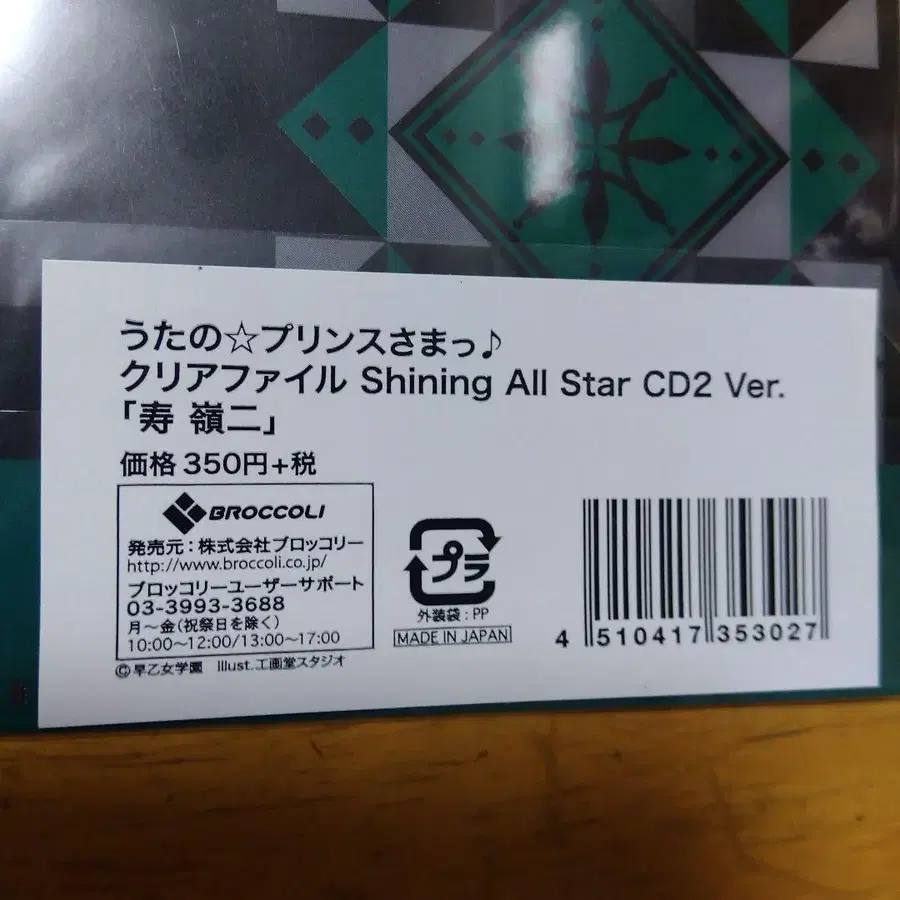 うたの☆プリンスさまっ♪
クリアファイル Shining All Star CD2 Ver.
「寿 嶺二」
価格 350円+税
BROCCOLI
発売元：株式会社ブロッコリー
http://www.broccoli.co.jp/
ブロッコリーユーザーサポート
03-3993-3688
月〜金(祝祭日を除く)
10:00〜12:00/13:00〜17:00
©早乙女学園 Illust.工画堂スタジオ
プラ
外装袋：PP
MADE IN JAPAN
4 510417 353027